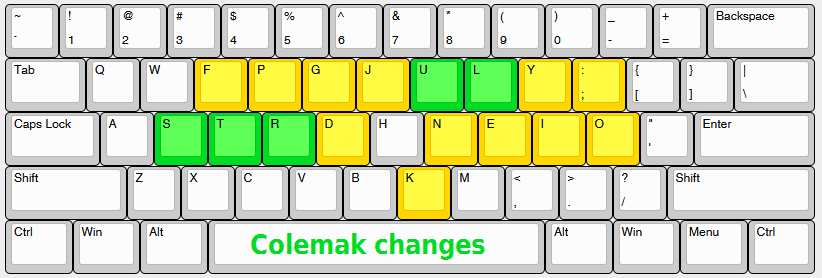 ~ ! @ # $ % ^ & * ( ) _ + Backspace
` 1 2 3 4 5 6 7 8 9 0 - =
Tab Q W F P G J U L Y : { } |
; [ ] \
Caps Lock A S T R D H N E I O " Enter
'
Shift Z X C V B K M < > ? Shift
, . /
Ctrl Win Alt Alt Win Menu Ctrl
Colemak changes